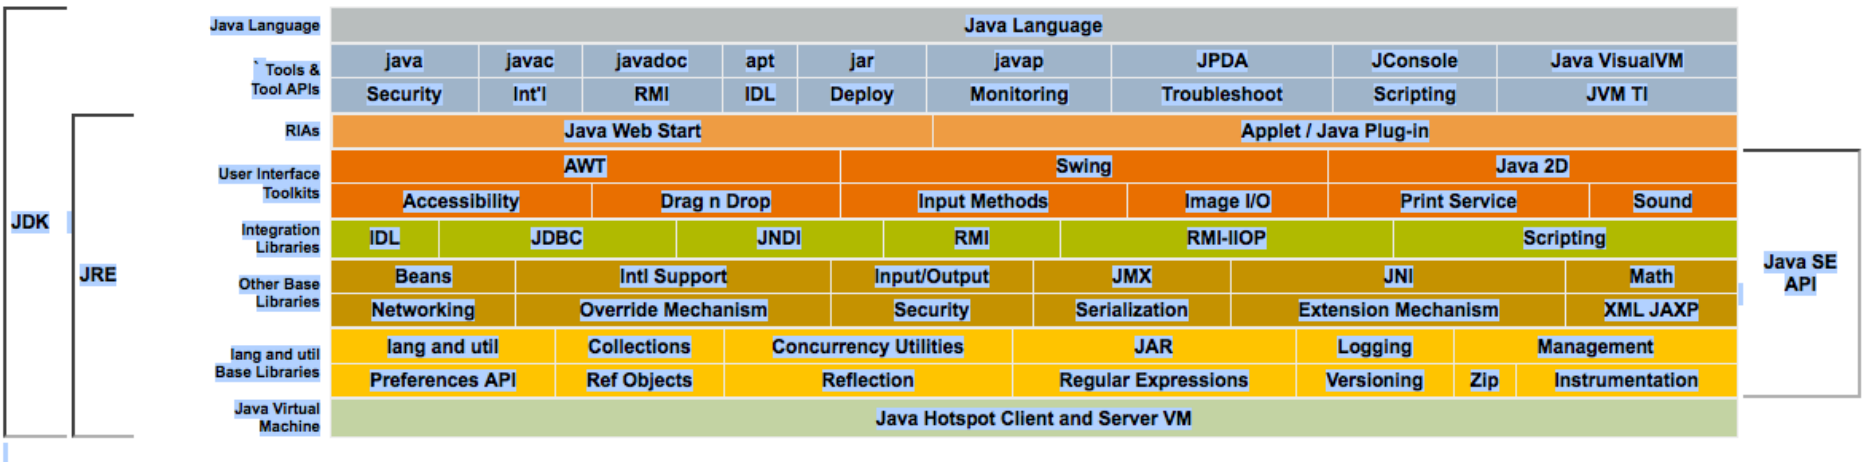 Java Language
Java Language
` Tools &
Tool APIs
java javac javadoc apt jar javap JPDA JConsole Java VisualVM
Security Int'l RMI IDL Deploy Monitoring Troubleshoot Scripting JVM TI
RIAs
Java Web Start Applet / Java Plug-in
User Interface
Toolkits
AWT Swing Java 2D
Accessibility Drag n Drop Input Methods Image I/O Print Service Sound
Integration
Libraries
IDL JDBC JNDI RMI RMI-IIOP Scripting
Other Base
Libraries
Beans Intl Support Input/Output JMX JNI Math
Networking Override Mechanism Security Serialization Extension Mechanism XML JAXP
lang and util
Base Libraries
lang and util Collections Concurrency Utilities JAR Logging Management
Preferences API Ref Objects Reflection Regular Expressions Versioning Zip Instrumentation
Java Virtual
Machine
Java Hotspot Client and Server VM
JDK
JRE
Java SE
API